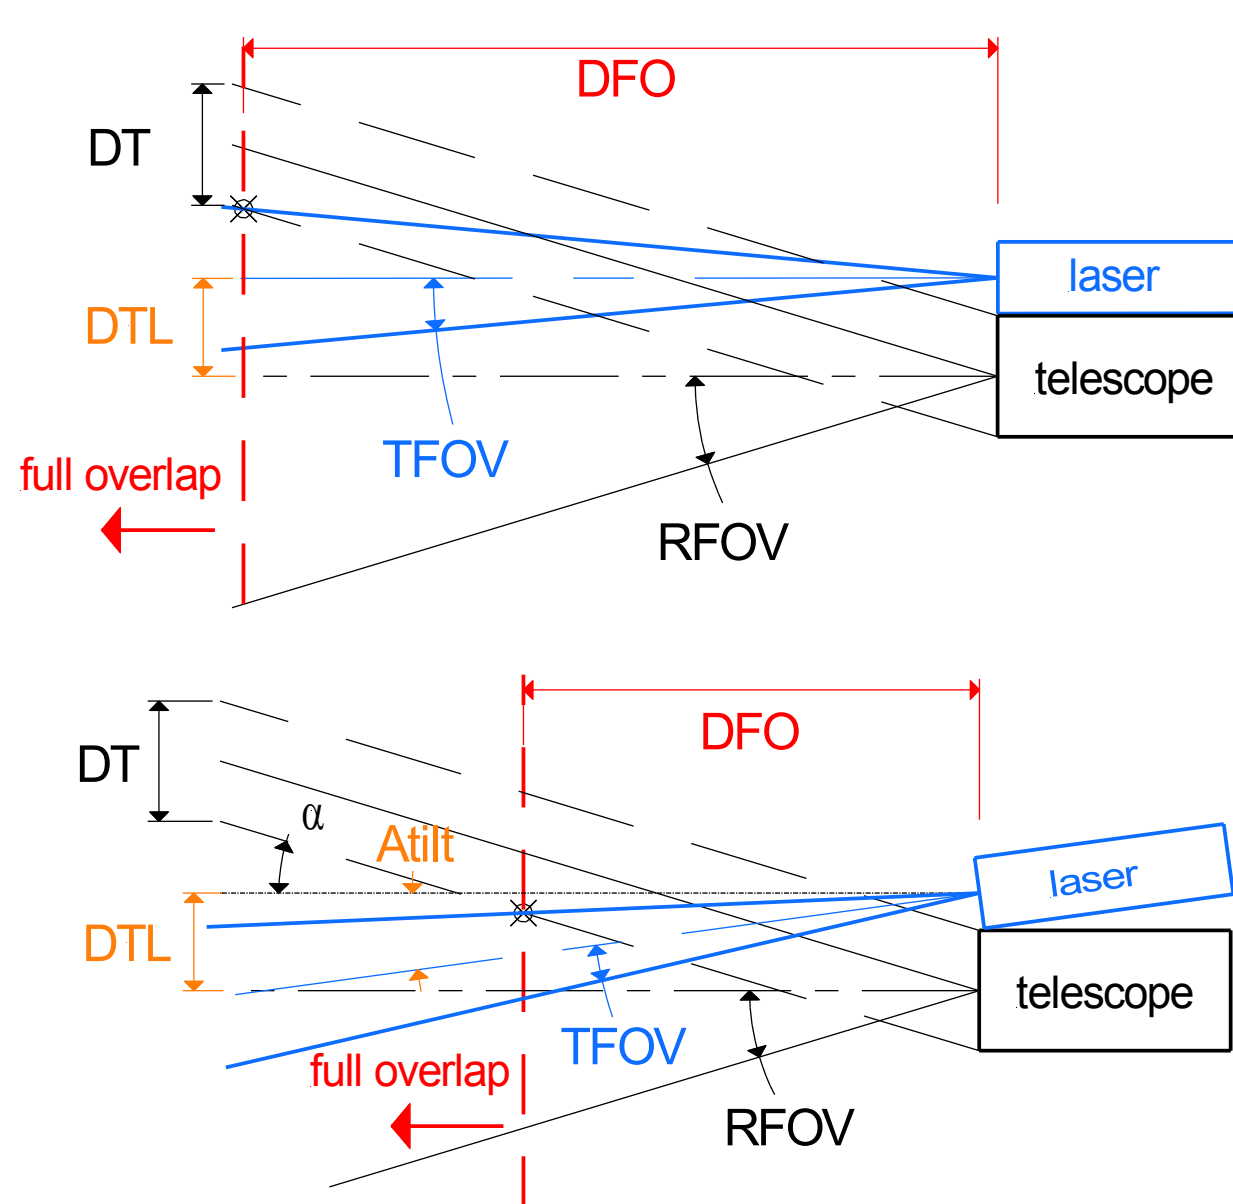 DFO
DT
laser
DTL
telescope
TFOV
full overlap
RFOV
DFO
DT
α
Atilt
laser
DTL
telescope
TFOV
full overlap
RFOV